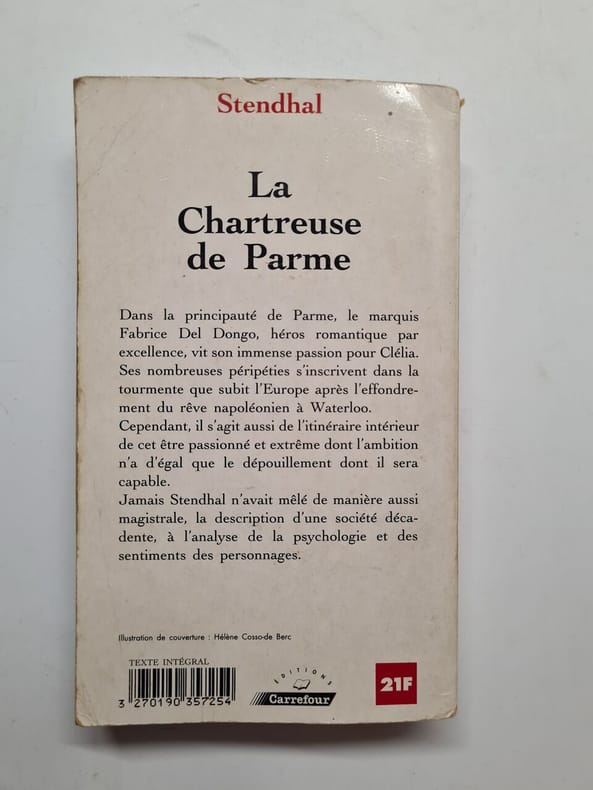 Stendhal
La
Chartreuse
de Parme
Dans la principauté de Parme, le marquis
Fabrice Del Dongo, héros romantique par
excellence, vit son immense passion pour Clélia.
Ses nombreuses péripéties s'inscrivent dans la
tourmente que subit l'Europe après l'effondre-
ment du rêve napoléonien à Waterloo.
Cependant, il s'agit aussi de l'itinéraire intérieur
de cet être passionné et extrême dont l'ambition
n'a d'égal que le dépouillement dont il sera
capable.
Jamais Stendhal n'avait mêlé de manière aussi
magistrale, la description d'une société déca-
dente, à l'analyse de la psychologie et des
sentiments des personnages.
Illustration de couverture : Hélène Cosso-de Berc
TEXTE INTÉGRAL
3 270190 357254
ÉDITIONS
Carrefour
21F